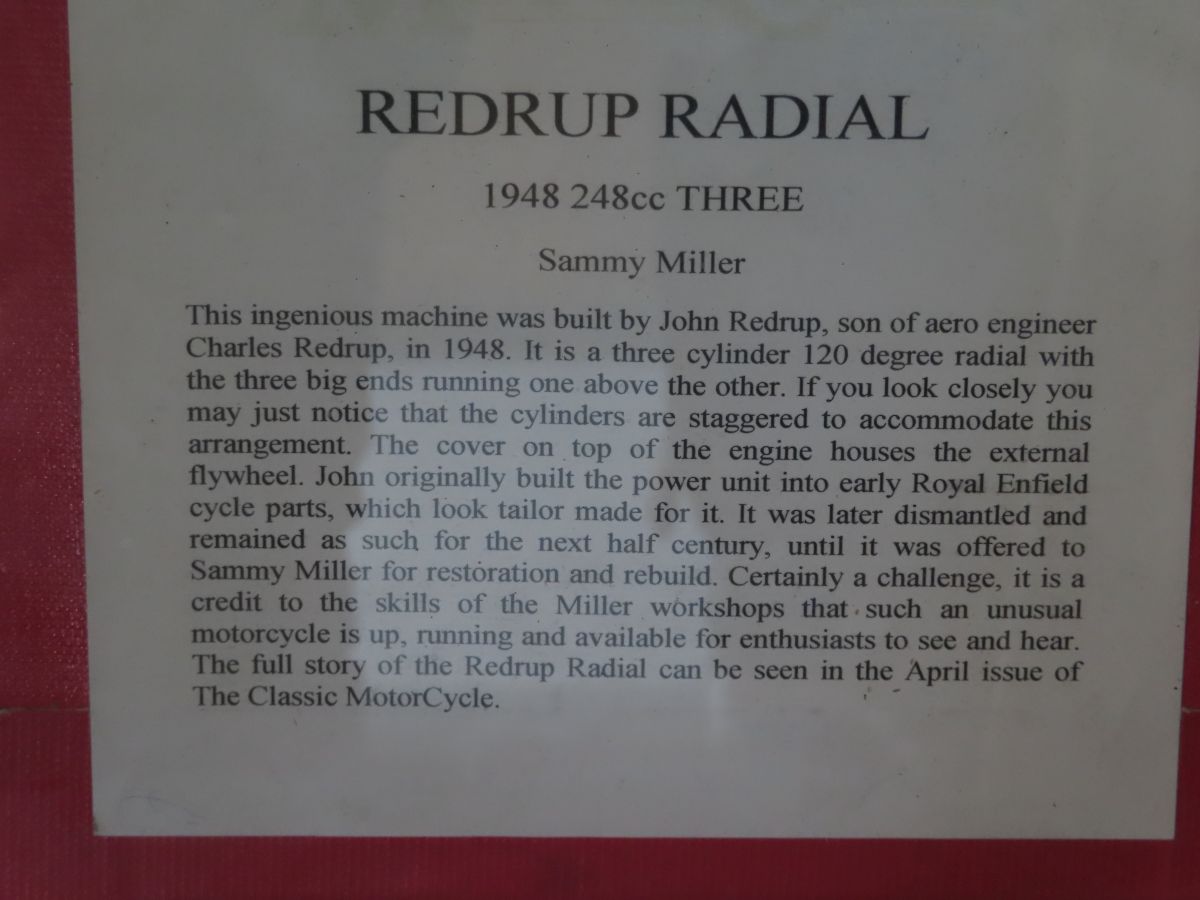 REDRUP RADIAL
1948 248cc THREE
Sammy Miller
This ingenious machine was built by John Redrup, son of aero engineer
Charles Redrup, in 1948. It is a three cylinder 120 degree radial with
the three big ends running one above the other. If you look closely you
may just notice that the cylinders are staggered to accommodate this
arrangement. The cover on top of the engine houses the external
flywheel. John originally built the power unit into early Royal Enfield
cycle parts, which look tailor made for it. It was later dismantled and
remained as such for the next half century, until it was offered to
Sammy Miller for restoration and rebuild. Certainly a challenge, it is a
credit to the skills of the Miller workshops that such an unusual
motorcycle is up, running and available for enthusiasts to see and hear.
The full story of the Redrup Radial can be seen in the April issue of
The Classic MotorCycle.